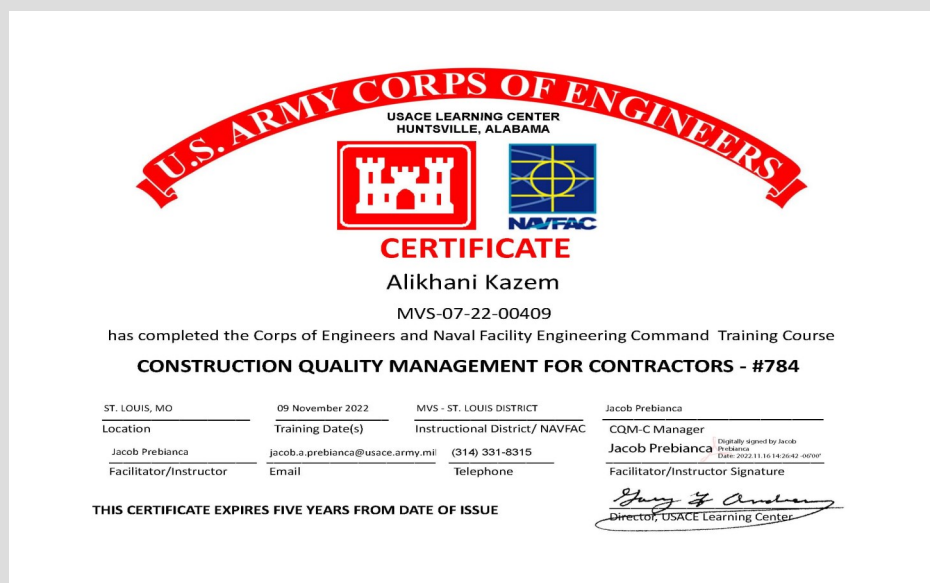 U.S. ARMY CORPS OF ENGINEERS
USACE LEARNING CENTER
HUNTSVILLE, ALABAMA
NAVFAC
CERTIFICATE
Alikhani Kazem
MVS-07-22-00409
has completed the Corps of Engineers and Naval Facility Engineering Command Training Course
CONSTRUCTION QUALITY MANAGEMENT FOR CONTRACTORS - #784
ST. LOUIS, MO 09 November 2022 MVS - ST. LOUIS DISTRICT Jacob Prebianca
Location Training Date(s) Instructional District/ NAVFAC CQM-C Manager
Jacob Prebianca Digitally signed by Jacob
Prebianca
Date: 2022.11.16 14:26:42 -06'00'
Jacob Prebianca jacob.a.prebianca@usace.army.mil (314) 331-8315
Facilitator/Instructor Email Telephone Facilitator/Instructor Signature
THIS CERTIFICATE EXPIRES FIVE YEARS FROM DATE OF ISSUE
Director, USACE Learning Center